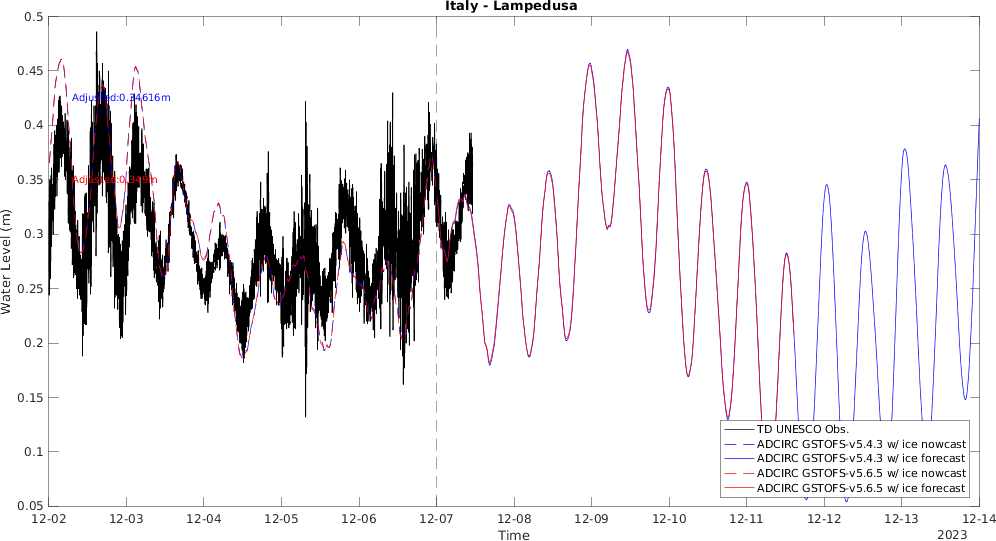 Italy - Lampedusa
0.5
0.45
0.4
0.35
0.3
0.25
0.2
0.15
0.1
0.05
Water Level (m)
Adjusted:0.34616m
Adjusted:0.349m
TD UNESCO Obs.
ADCIRC GSTOFS-v5.4.3 w/ ice nowcast
ADCIRC GSTOFS-v5.4.3 w/ ice forecast
ADCIRC GSTOFS-v5.6.5 w/ ice nowcast
ADCIRC GSTOFS-v5.6.5 w/ ice forecast
12-02 12-03 12-04 12-05 12-06 12-07 12-08 12-09 12-10 12-11 12-12 12-13 12-14
Time
2023